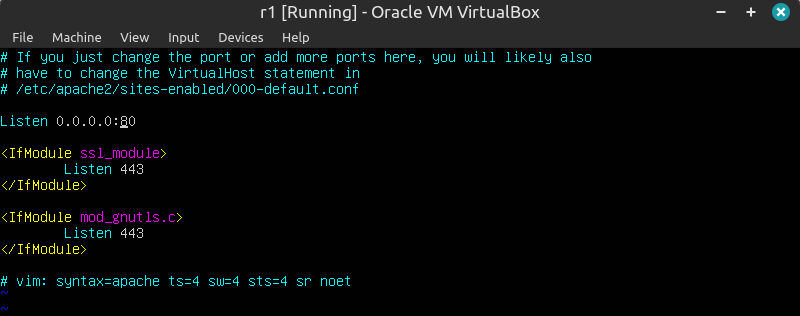 r1 [Running] - Oracle VM VirtualBox
File Machine View Input Devices Help
# If you just change the port or add more ports here, you will likely also
# have to change the VirtualHost statement in
# /etc/apache2/sites-enabled/000-default.conf
Listen 0.0.0.0:80
<IfModule ssl_module>
Listen 443
</IfModule>
<IfModule mod_gnutls.c>
Listen 443
</IfModule>
# vim: syntax=apache ts=4 sw=4 sts=4 sr noet
~
~